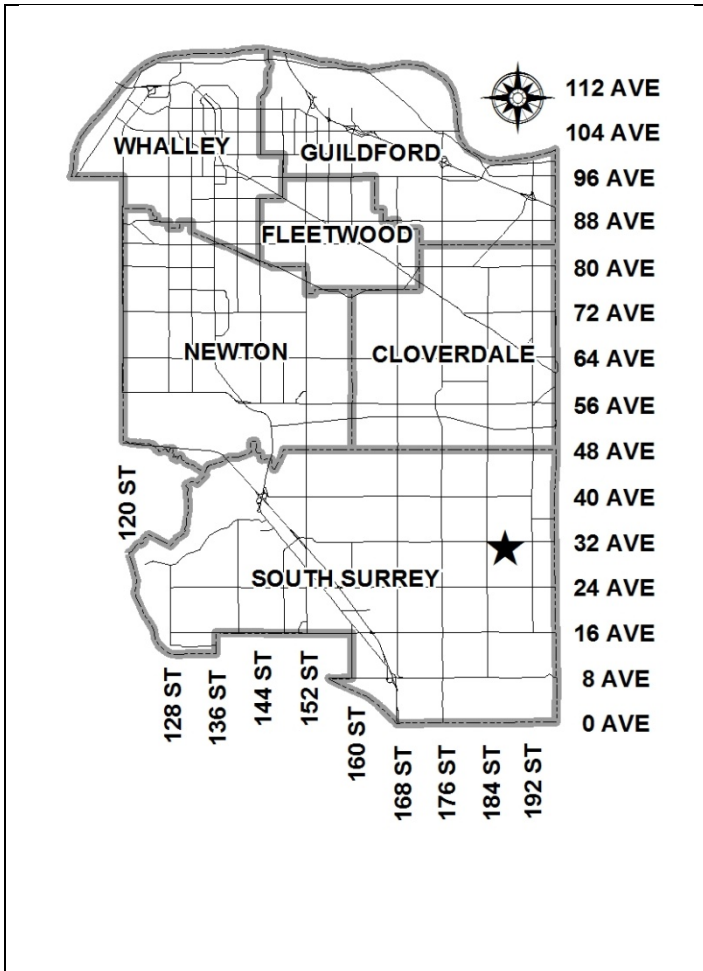 112 AVE
104 AVE
WHALLEY
GUILDFORD
96 AVE
88 AVE
FLEETWOOD
80 AVE
72 AVE
NEWTON
CLOVERDALE
64 AVE
56 AVE
48 AVE
40 AVE
120 ST
32 AVE
SOUTH SURREY
24 AVE
16 AVE
8 AVE
0 AVE
128 ST
136 ST
144 ST
152 ST
160 ST
168 ST
176 ST
184 ST
192 ST